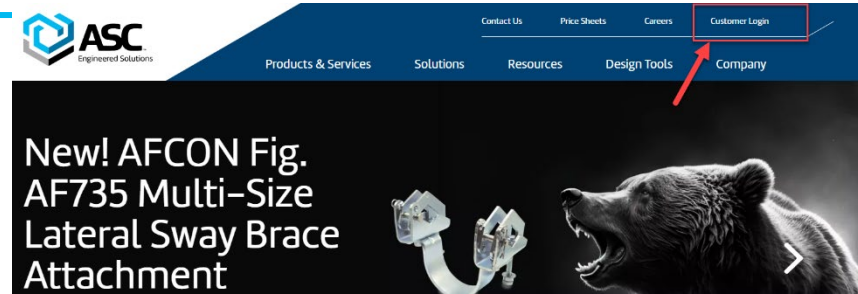 ASC
Engineered Solutions
Contact Us Price Sheets Careers Customer Login
Products & Services Solutions Resources Design Tools Company
New! AFCON Fig.
AF735 Multi-Size
Lateral Sway Brace
Attachment